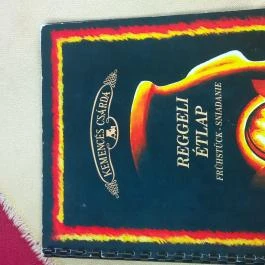 KEMENCÉS CSÁRDA
REGGELI
ÉTLAP
FRÜHSTÜCK - SNIADANIE